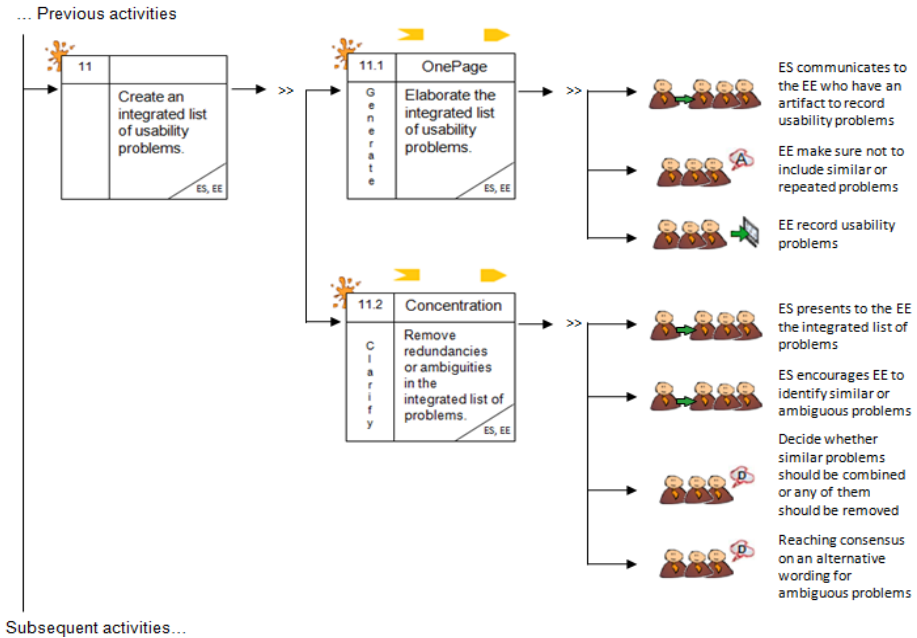 ... Previous activities
11
Create an
integrated list
of usability
problems.
ES, EE
>>
11.1
OnePage
Generate
Elaborate the
integrated list
of usability
problems.
ES, EE
>>
ES communicates to
the EE who have an
artifact to record
usability problems
A
EE make sure not to
include similar or
repeated problems
EE record usability
problems
11.2
Concentration
Clarify
Remove
redundancies
or ambiguities
in the
integrated list of
problems.
ES, EE
>>
ES presents to the EE
the integrated list of
problems
ES encourages EE to
identify similar or
ambiguous problems
D
Decide whether
similar problems
should be combined
or any of them
should be removed
D
Reaching consensus
on an alternative
wording for
ambiguous problems
Subsequent activities...